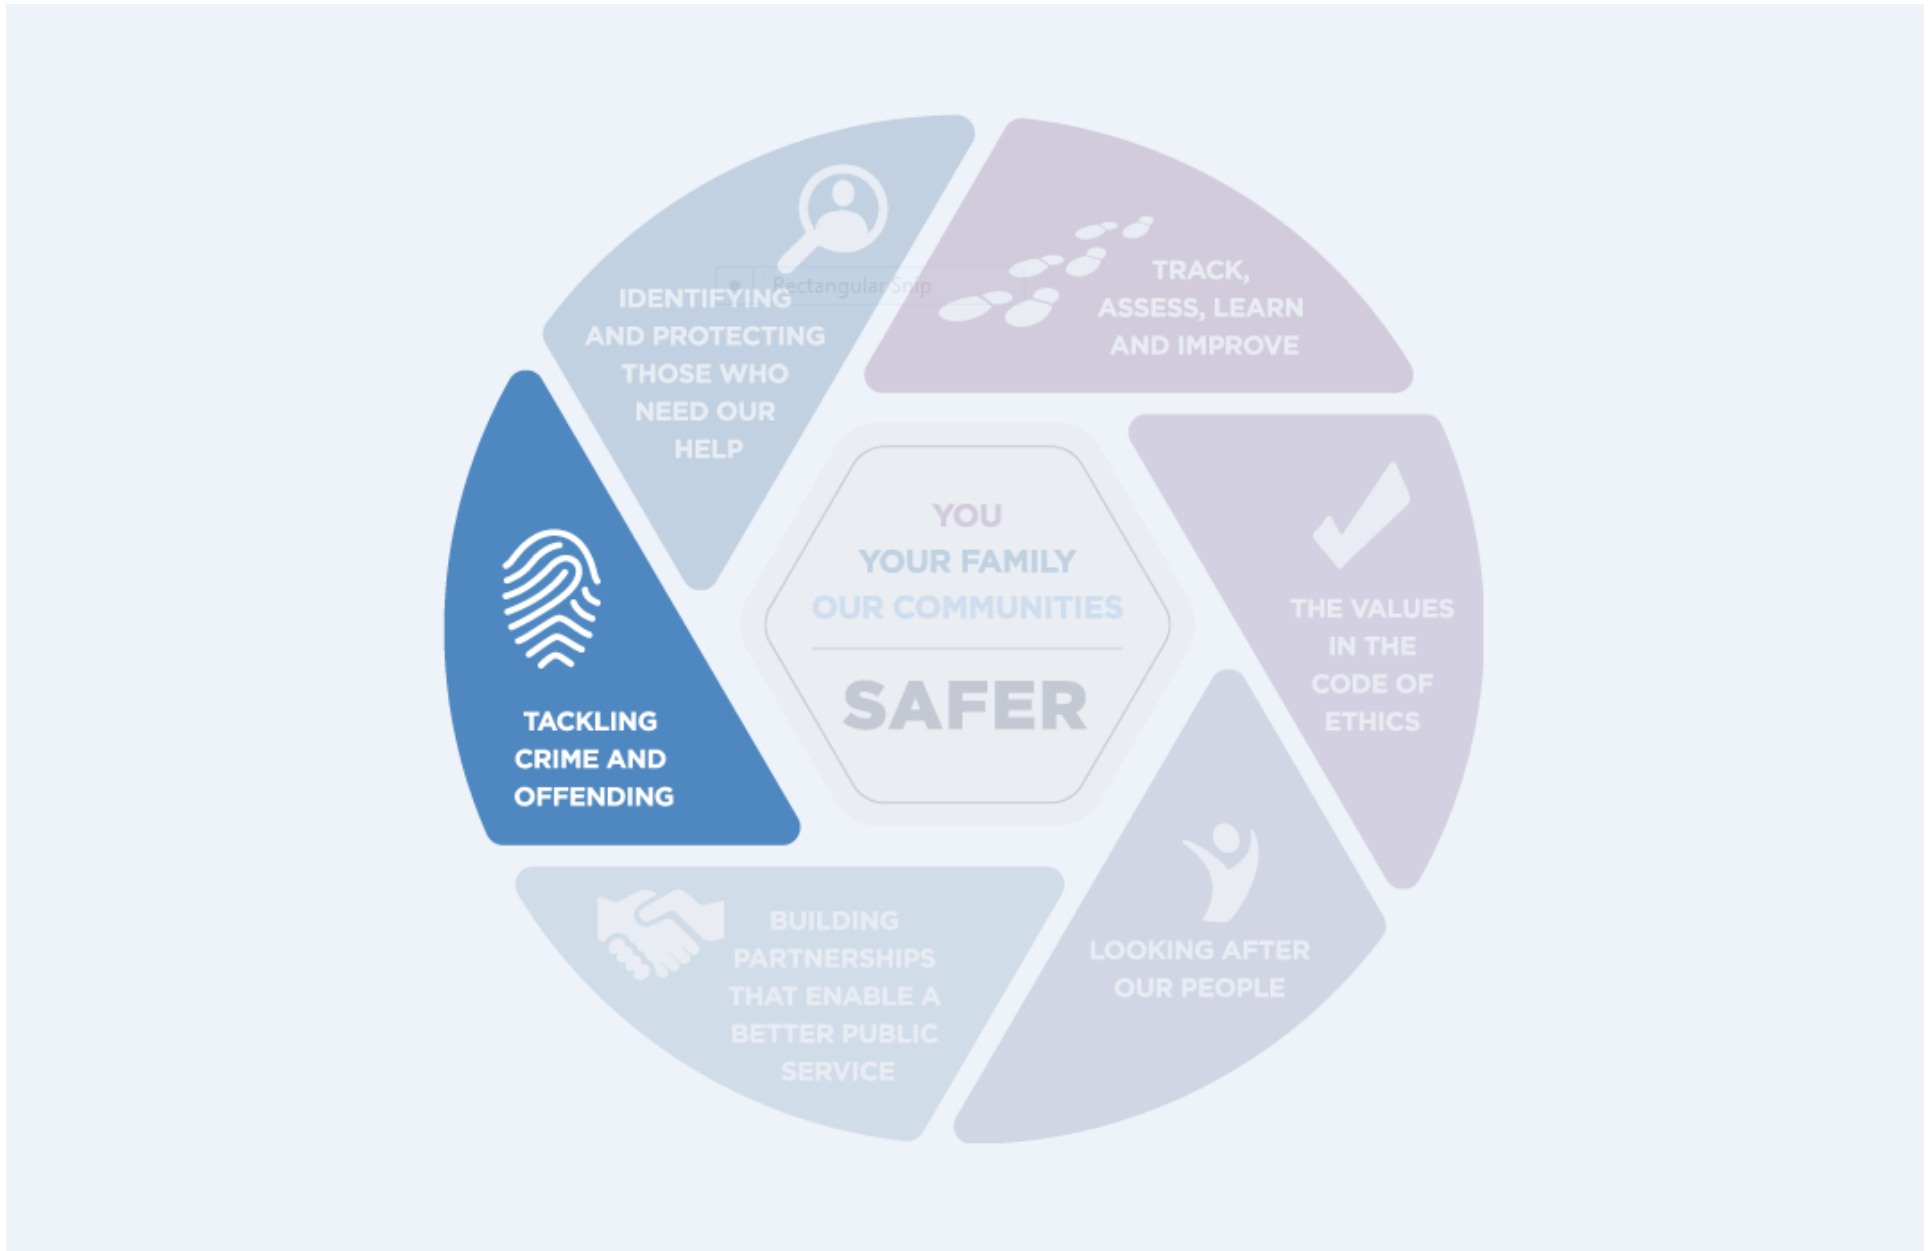 IDENTIFYING
AND PROTECTING
THOSE WHO
NEED OUR
HELP
Rectangular Snip
TRACK,
ASSESS, LEARN
AND IMPROVE
YOU
YOUR FAMILY
OUR COMMUNITIES
SAFER
THE VALUES
IN THE
CODE OF
ETHICS
TACKLING
CRIME AND
OFFENDING
BUILDING
PARTNERSHIPS
THAT ENABLE A
BETTER PUBLIC
SERVICE
LOOKING AFTER
OUR PEOPLE